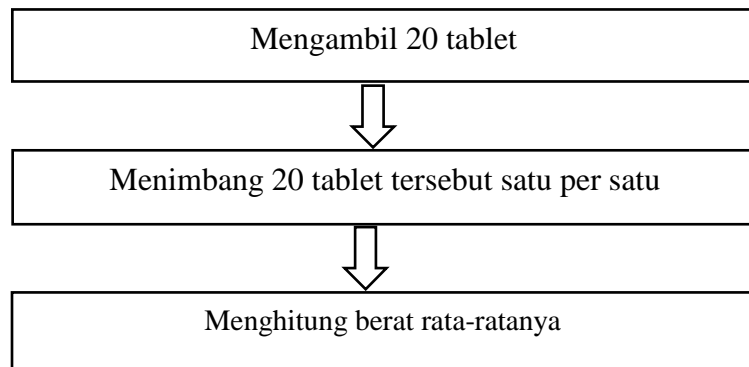 Mengambil 20 tablet
Menimbang 20 tablet tersebut satu per satu
Menghitung berat rata-ratanya